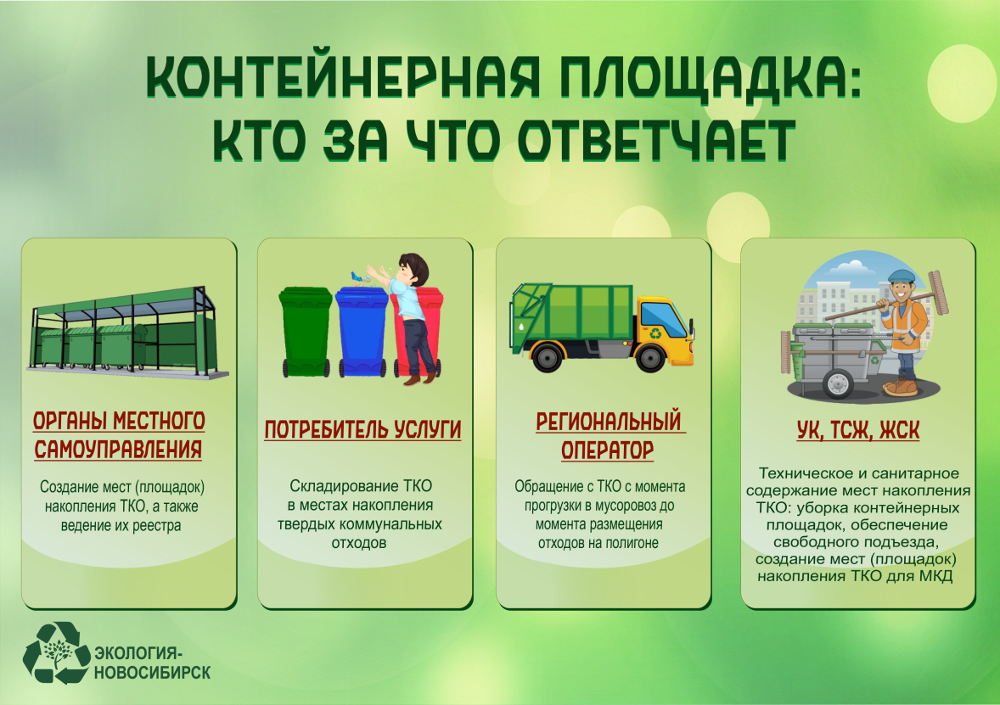 КОНТЕЙНЕРНАЯ ПЛОЩАДКА:
КТО ЗА ЧТО ОТВЕТЧАЕТ
ОРГАНЫ МЕСТНОГО
САМОУПРАВЛЕНИЯ
Создание мест (площадок)
накопления ТКО, а также
ведение их реестра
ПОТРЕБИТЕЛЬ УСЛУГИ
Складирование ТКО
в местах накопления
твердых коммунальных
отходов
РЕГИОНАЛЬНЫЙ
ОПЕРАТОР
Обращение с ТКО с момента
прогрузки в мусоровоз до
момента размещения
отходов на полигоне
УК, ТСЖ, ЖСК
Техническое и санитарное
содержание мест накопления
ТКО: уборка контейнерных
площадок, обеспечение
свободного подъезда,
создание мест (площадок)
накопления ТКО для МКД
ЭКОЛОГИЯ-
НОВОСИБИРСК